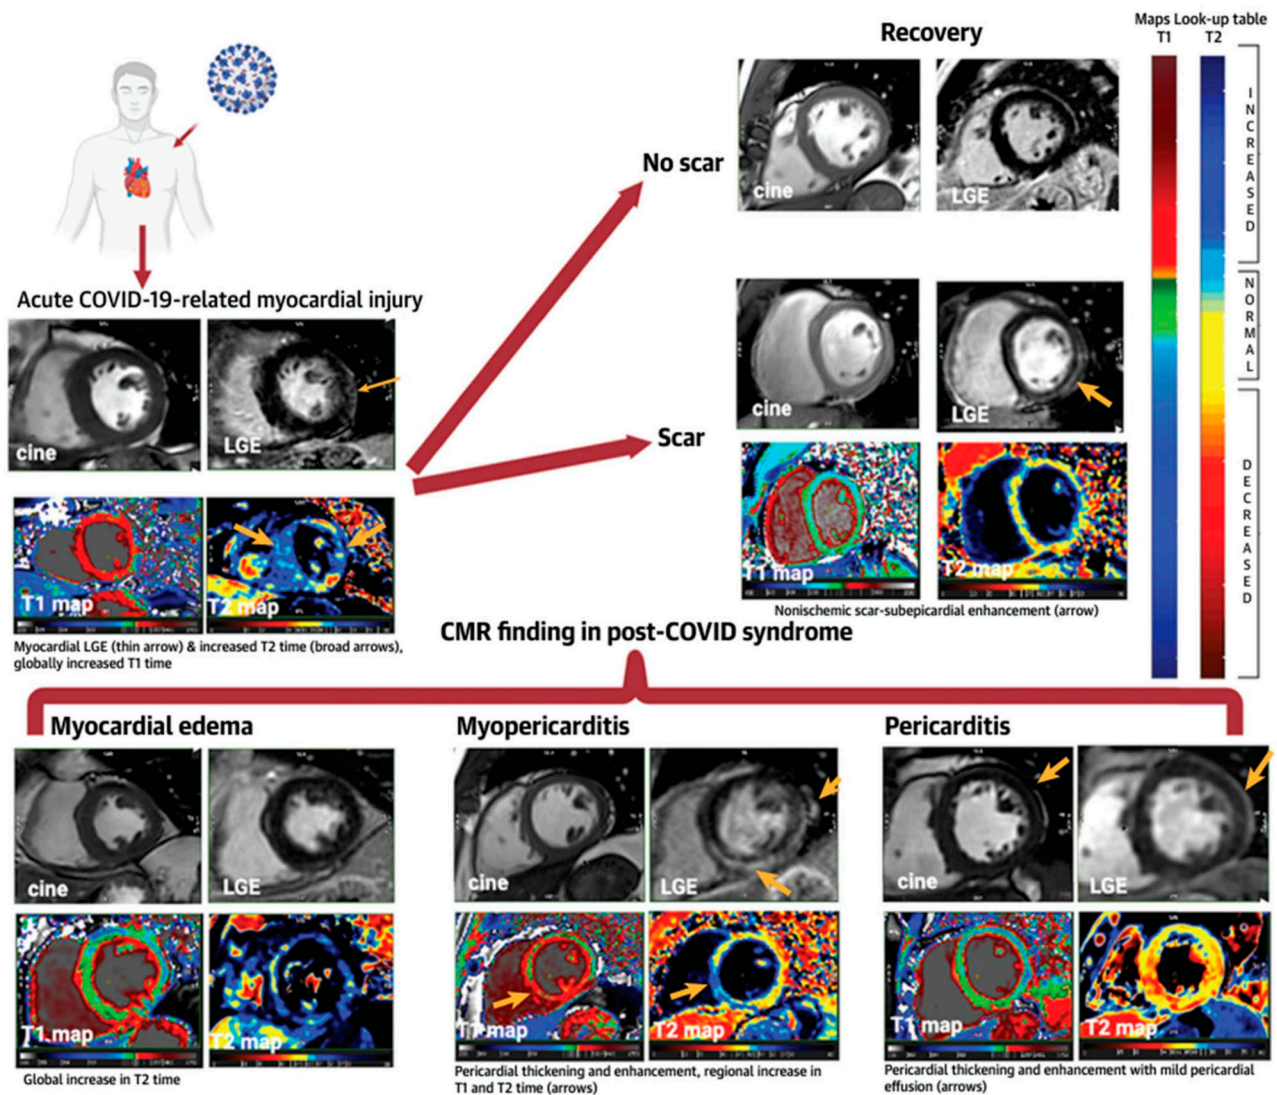 Maps Look-up table
T1 T2
Recovery
No scar
cine
LGE
INCREASED
NORMAL
DECREASED
Acute COVID-19-related myocardial injury
cine
LGE
T1 map
T2 map
Myocardial LGE (thin arrow) & increased T2 time (broad arrows),
globally increased T1 time
Scar
cine
LGE
T1 map
T2 map
Nonischemic scar-subepicardial enhancement (arrow)
CMR finding in post-COVID syndrome
Myocardial edema
cine
LGE
T1 map
T2 map
Global increase in T2 time
Myopericarditis
cine
LGE
T1 map
T2 map
Pericardial thickening and enhancement, regional increase in
T1 and T2 time (arrows)
Pericarditis
cine
LGE
T1 map
T2 map
Pericardial thickening and enhancement with mild pericardial
effusion (arrows)